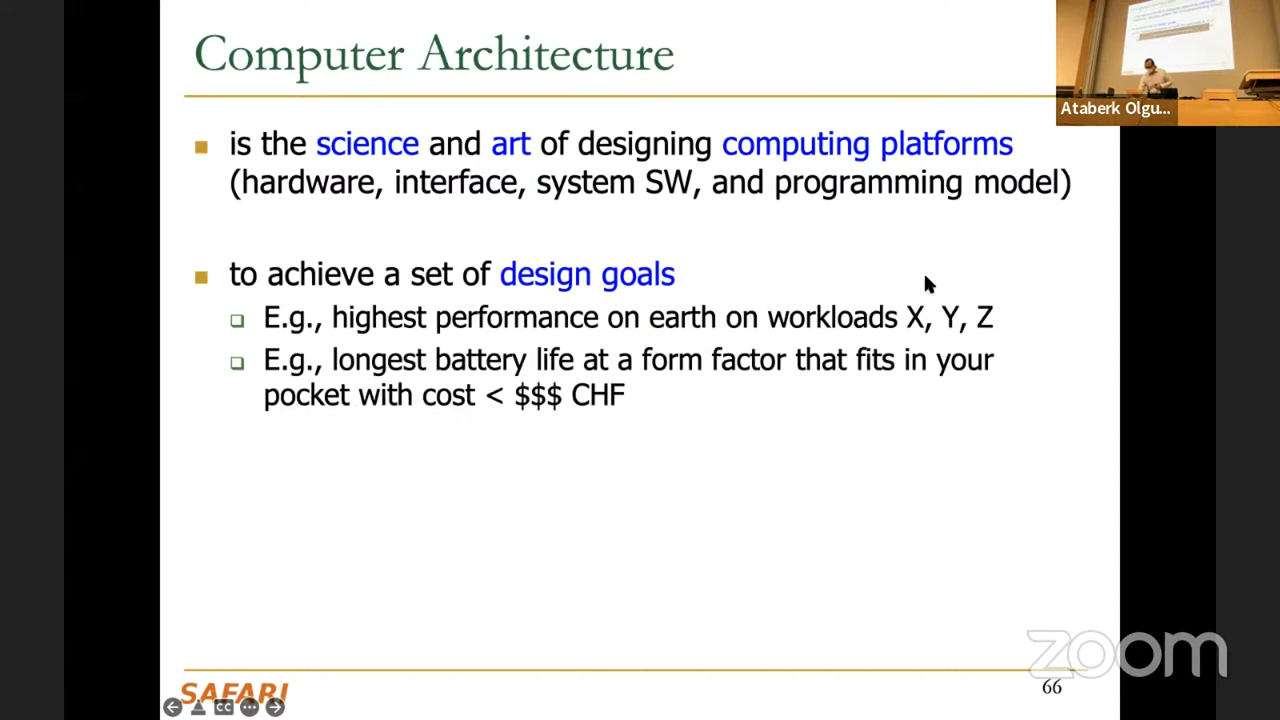 Computer Architecture
Ataberk Olgu...
is the science and art of designing computing platforms
(hardware, interface, system SW, and programming model)
to achieve a set of design goals
E.g., highest performance on earth on workloads X, Y, Z
E.g., longest battery life at a form factor that fits in your
pocket with cost < $$$ CHF
zoom
SAFARI
66
CC